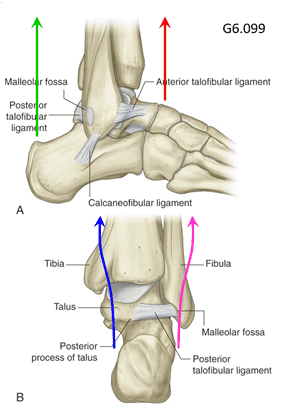 G6.099
Malleolar fossa
Anterior talofibular ligament
Posterior
talofibular
ligament
Calcaneofibular ligament
A
Tibia
Fibula
Talus
Malleolar fossa
Posterior
process of talus
Posterior
talofibular ligament
B